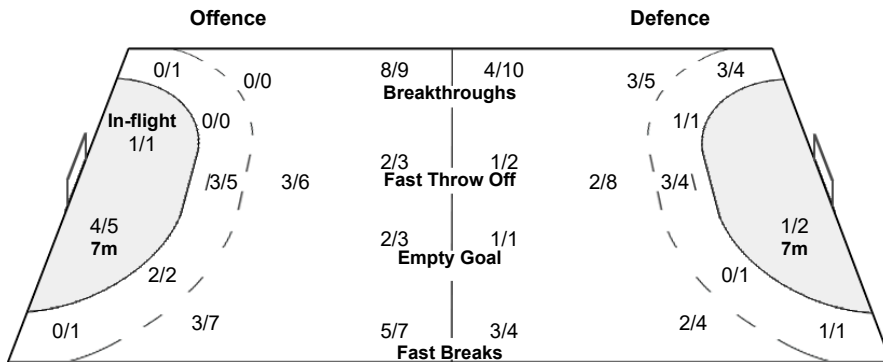 Offence Defence
0/1 0/0 8/9 4/10 3/5 3/4
Breakthroughs
In-flight 0/0 1/1
1/1
2/3 1/2
3/5 3/6 Fast Throw Off 2/8 3/4
4/5 1/2
7m 2/3 1/1 7m
Empty Goal
2/2 0/1
0/1 3/7 5/7 3/4 2/4 1/1
Fast Breaks